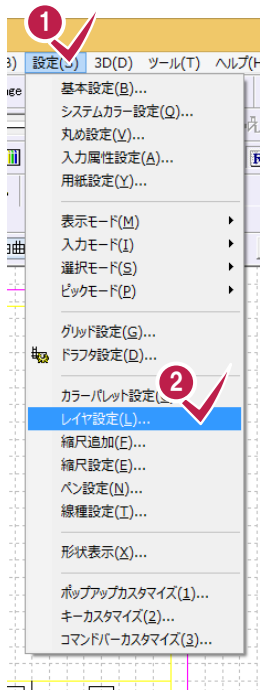 1
設定(S) 3D(D) ツール(T) ヘルプ(H
基本設定(B)...
システムカラー設定(O)...
丸め設定(V)...
入力属性設定(A)...
用紙設定(Y)...
表示モード(M)
入力モード(I)
選択モード(S)
ピックモード(P)
グリッド設定(G)...
ドラフタ設定(D)...
カラーパレット設定
2
レイヤ設定(L)...
縮尺追加(F)...
縮尺設定(E)...
ペン設定(N)...
線種設定(T)...
形状表示(X)...
ポップアップカスタマイズ(1)...
キーカスタマイズ(2)...
コマンドバーカスタマイズ(3)...